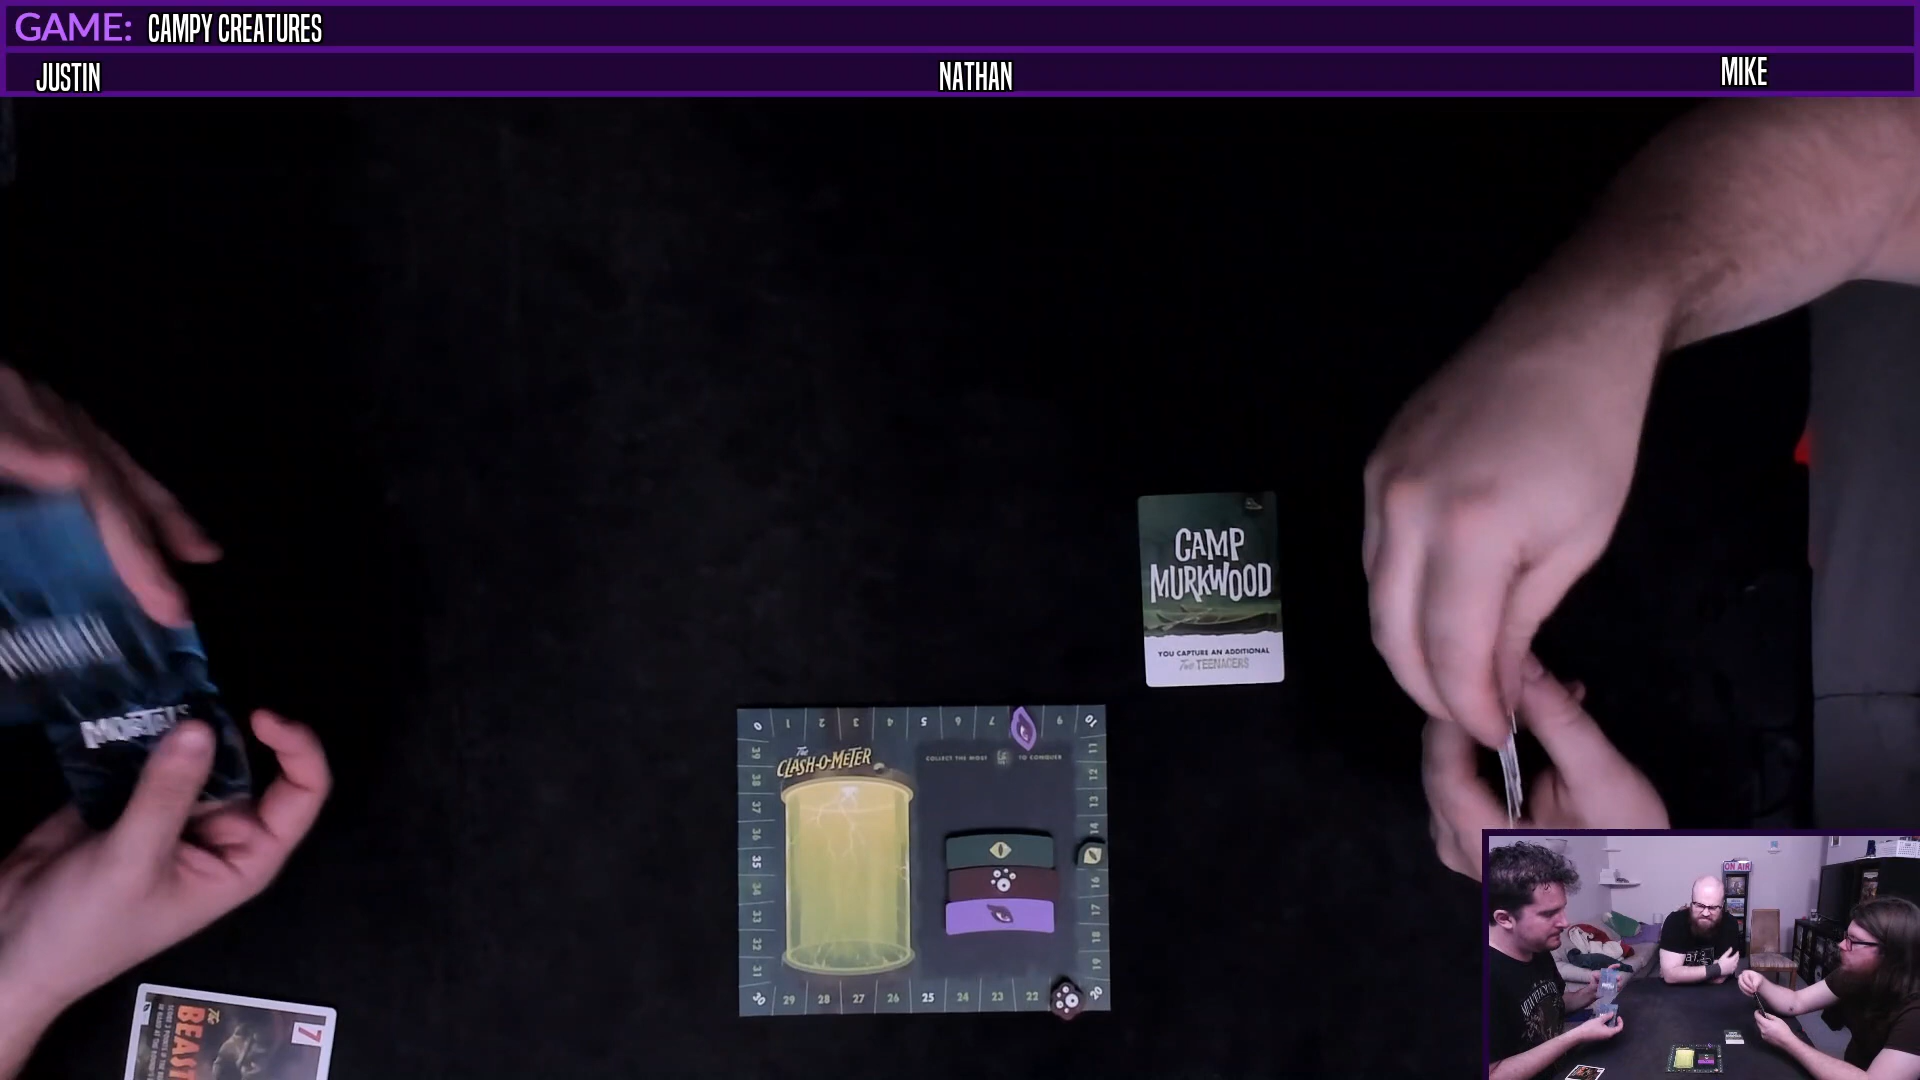 GAME: CAMPY CREATURES
JUSTIN
NATHAN
MIKE
CAMP
MURKWOOD
YOU CAPTURE AN ADDITIONAL
Two TEENAGERS
MORTALS
0 1 2 3 4 5 6 7 9 10
The
CLASH-O-METER
COLLECT THE MOST TO CONQUER
11
12
13
14
16
17
18
19
20
22
23
24
25
26
27
28
29
30
31
32
33
34
35
36
37
38
39
7
The
BEAST
ON AIR